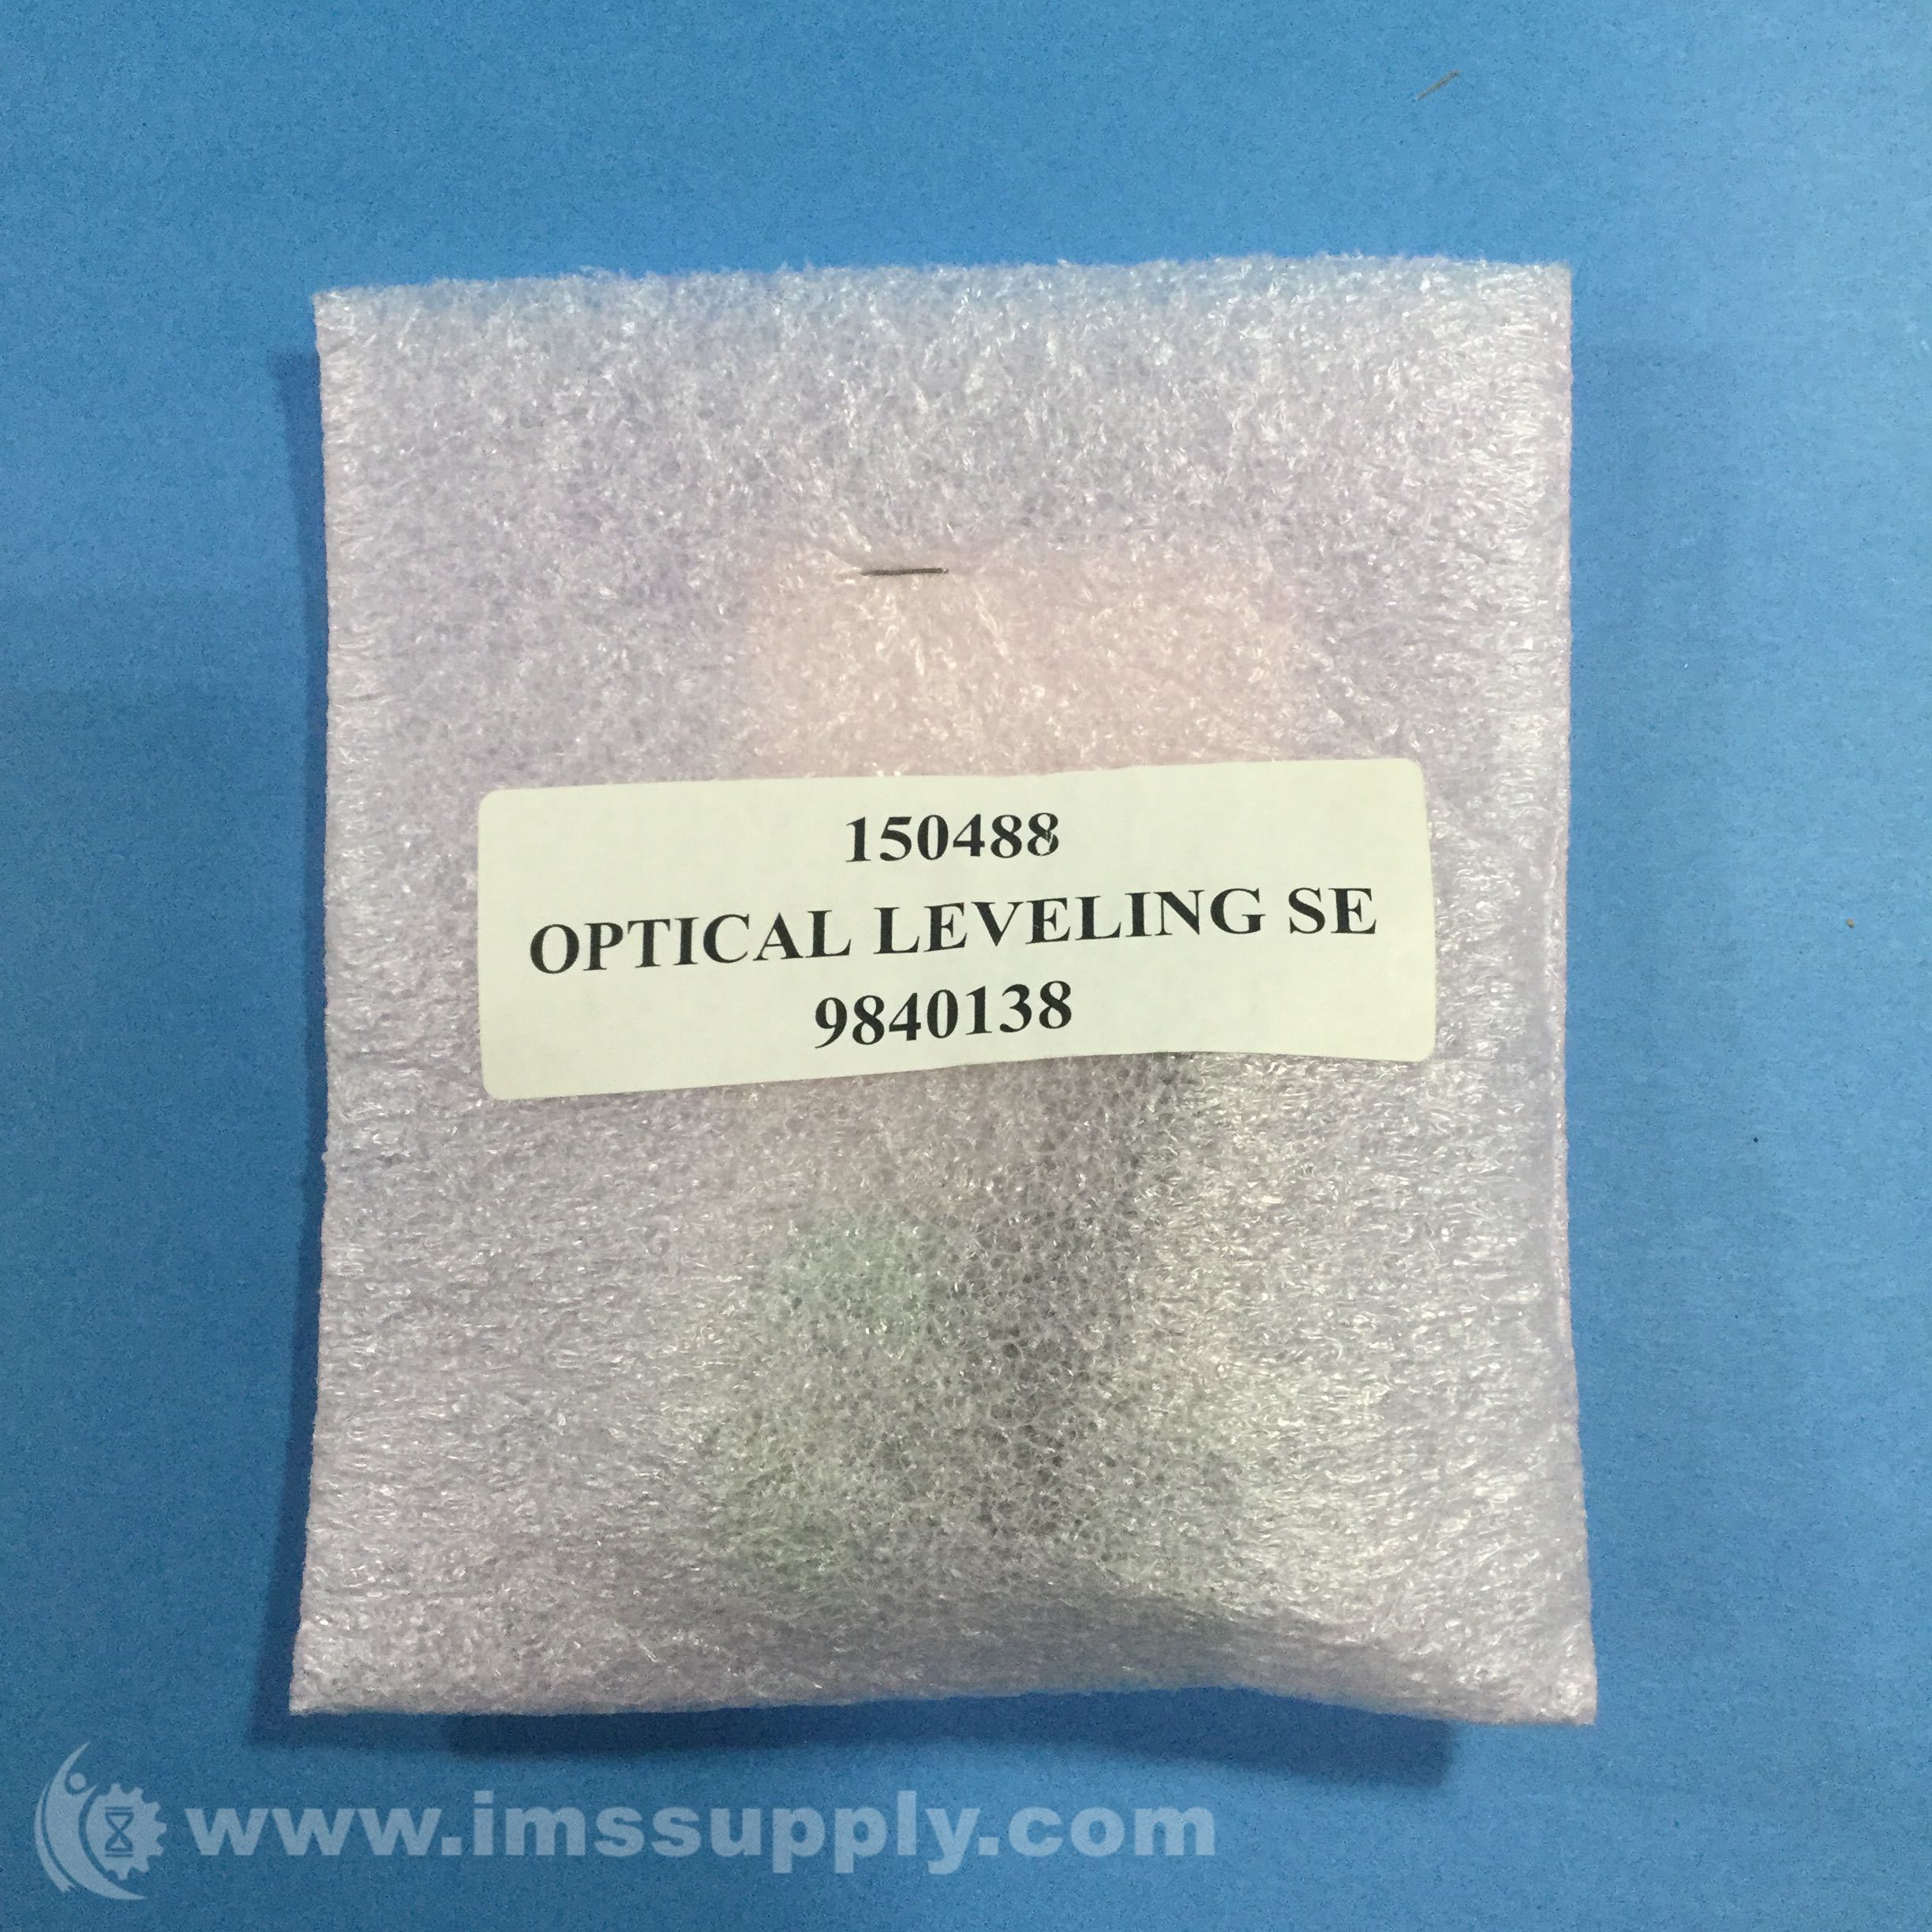 150488
OPTICAL LEVELING SE
9840138
www.imssupply.com